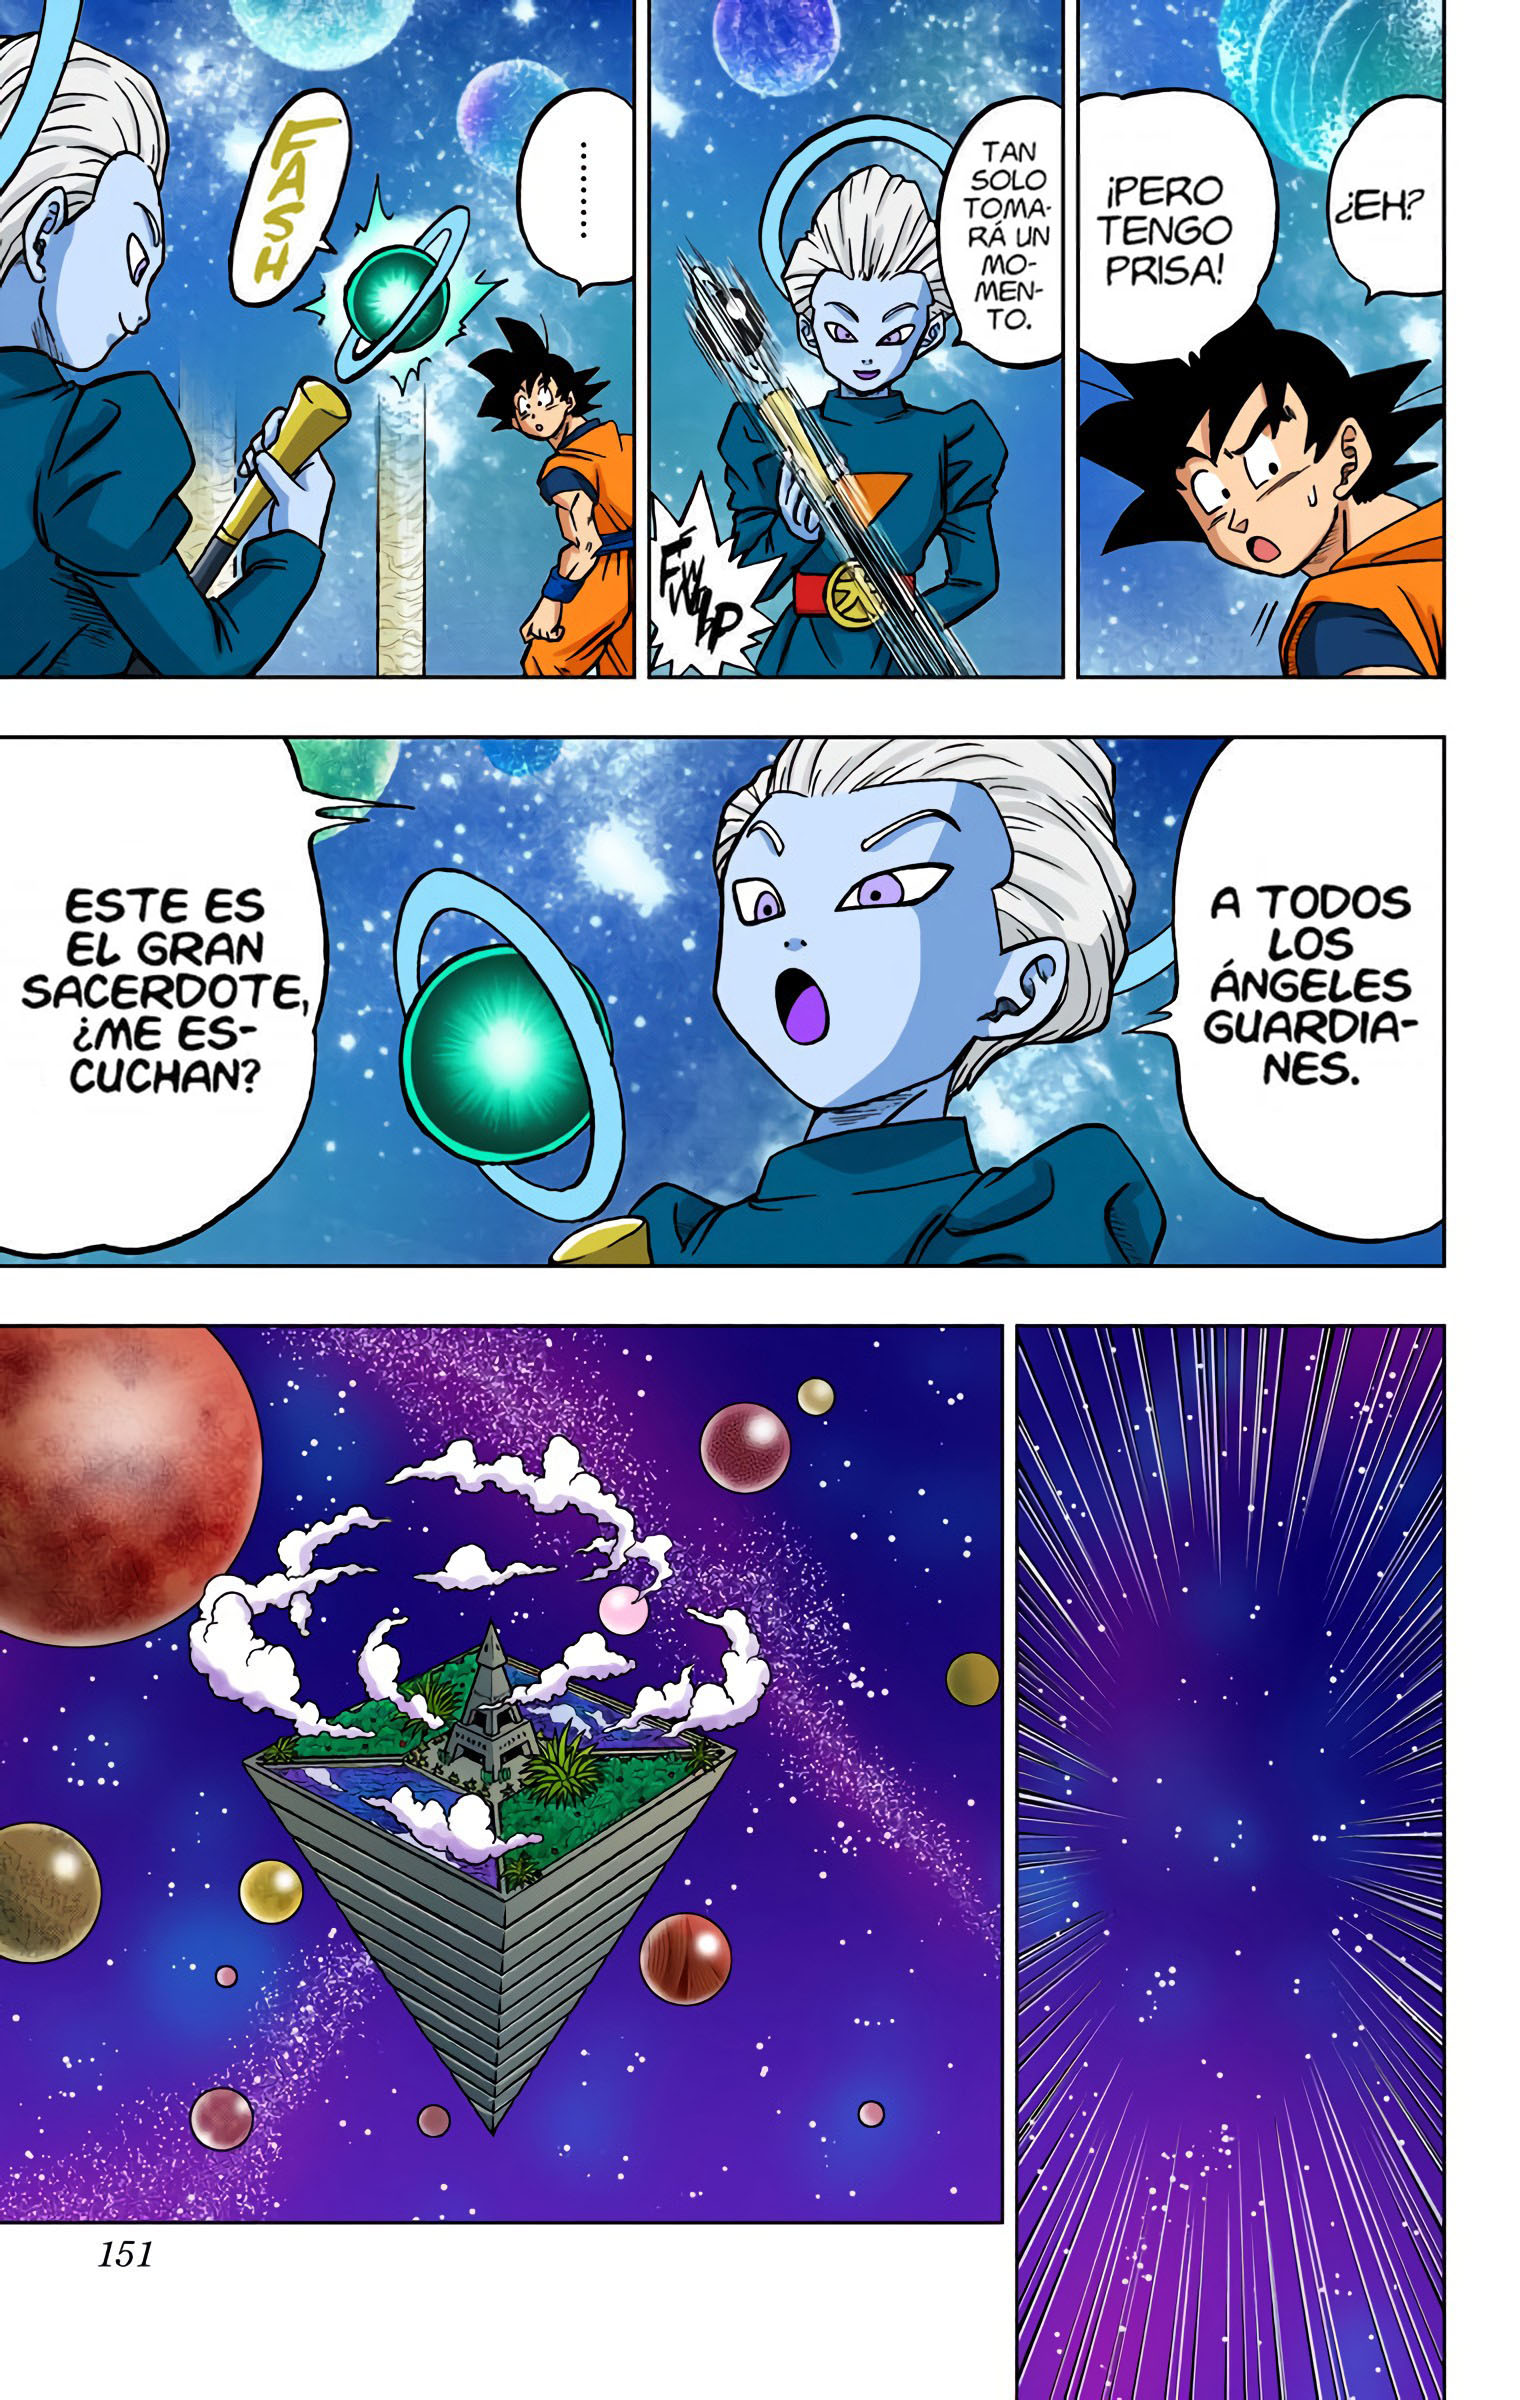 ¿EH?
¡PERO
TENGO
PRISA!
TAN
SOLO
TOMA-
RÁ UN
MO-
MEN-
TO.
FWIP
........
FASH
A TODOS
LOS
ÁNGELES
GUARDIA-
NES.
ESTE ES
EL GRAN
SACERDOTE,
¿ME ES-
CUCHAN?
151